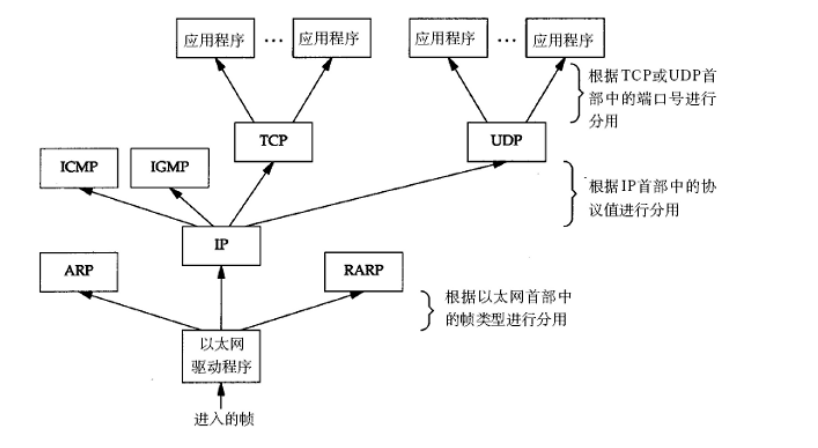 应用程序 … 应用程序 应用程序 … 应用程序
根据TCP或UDP首
部中的端口号进行
分用
TCP UDP
ICMP IGMP
根据IP首部中的协
议值进行分用
IP
ARP RARP
根据以太网首部中
的帧类型进行分用
以太网
驱动程序
进入的帧